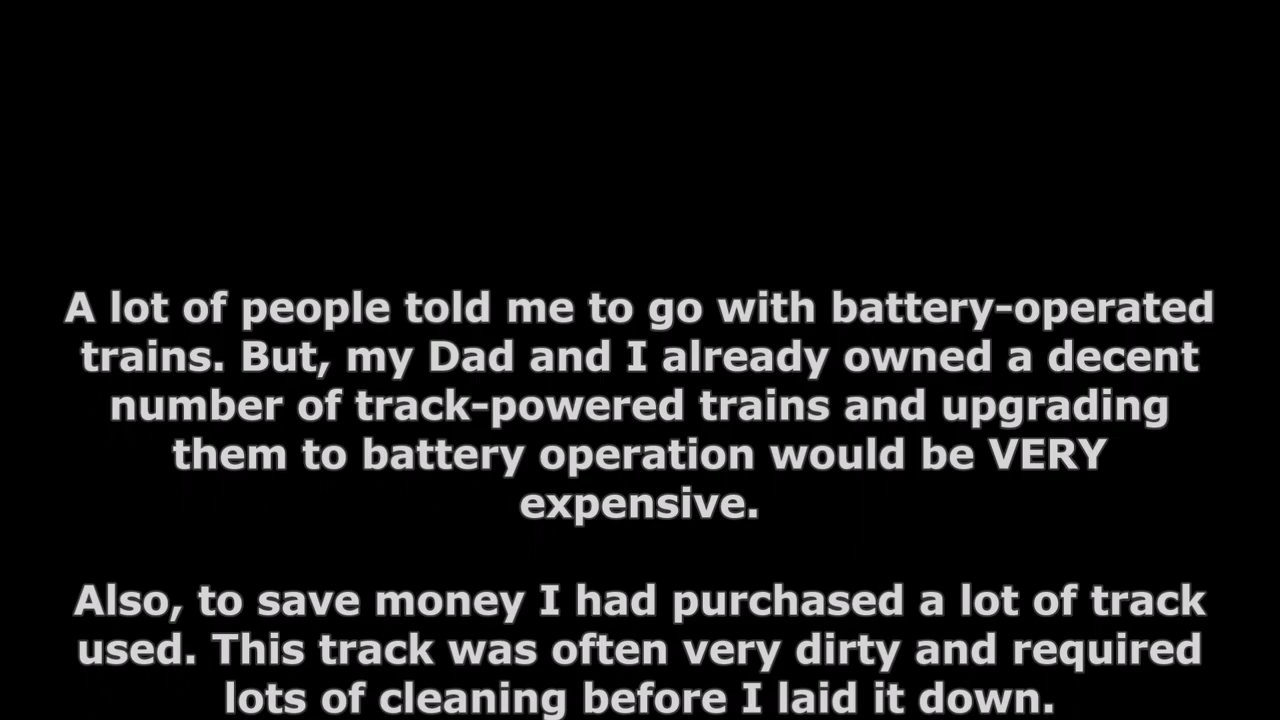 A lot of people told me to go with battery-operated
trains. But, my Dad and I already owned a decent
number of track-powered trains and upgrading
them to battery operation would be VERY
expensive.
Also, to save money I had purchased a lot of track
used. This track was often very dirty and required
lots of cleaning before I laid it down.